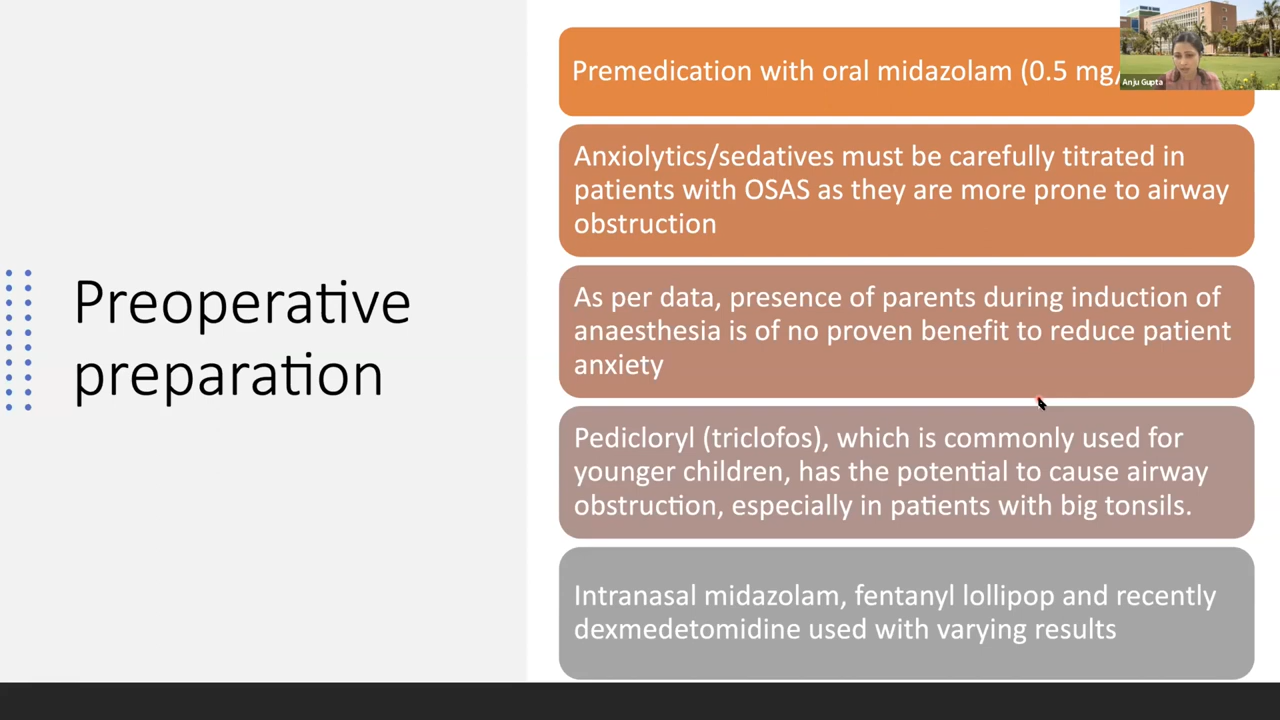 Preoperative
preparation
Premedication with oral midazolam (0.5 mg/
Anju Gupta
Anxiolytics/sedatives must be carefully titrated in
patients with OSAS as they are more prone to airway
obstruction
As per data, presence of parents during induction of
anaesthesia is of no proven benefit to reduce patient
anxiety
Pedicloryl (triclofos), which is commonly used for
younger children, has the potential to cause airway
obstruction, especially in patients with big tonsils.
Intranasal midazolam, fentanyl lollipop and recently
dexmedetomidine used with varying results